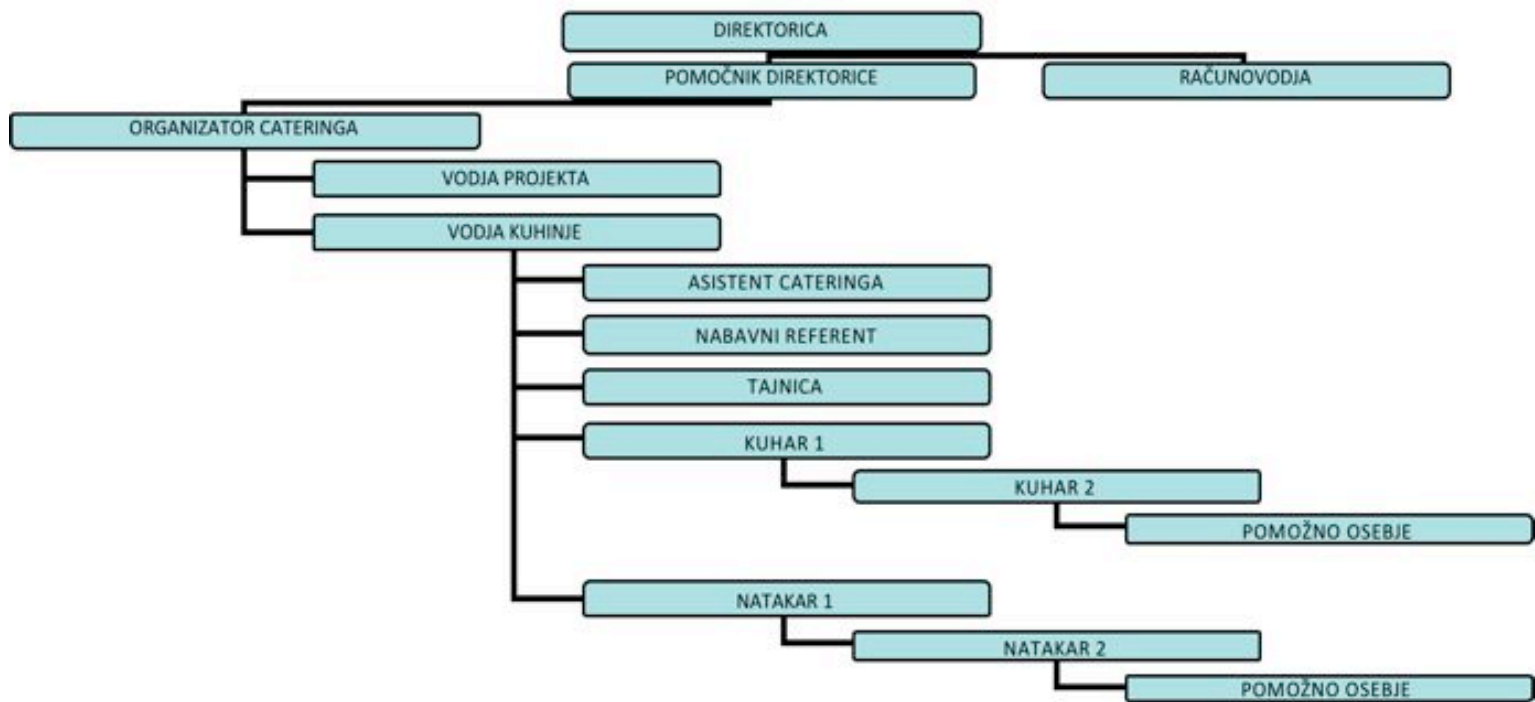 DIREKTORICA
POMOČNIK DIREKTORICE
RAČUNOVODJA
ORGANIZATOR CATERINGA
VODJA PROJEKTA
VODJA KUHINJE
ASISTENT CATERINGA
NABAVNI REFERENT
TAJNICA
KUHAR 1
KUHAR 2
POMOŽNO OSEBJE
NATAKAR 1
NATAKAR 2
POMOŽNO OSEBJE